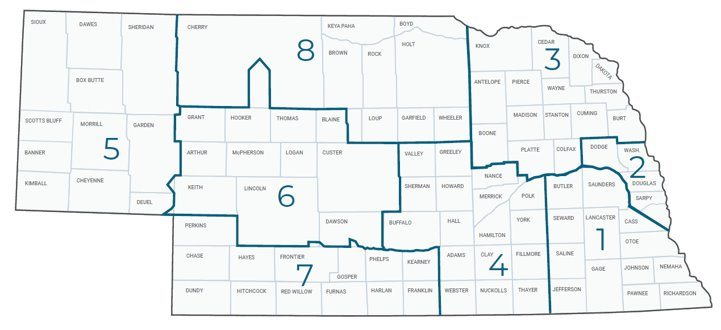 SIOUX
DAWES
SHERIDAN
CHERRY
KEYA PAHA
BOYD
8
BROWN
ROCK
HOLT
KNOX
CEDAR
3
DIXON
DAKOTA
BOX BUTTE
ANTELOPE
PIERCE
WAYNE
THURSTON
SCOTTS BLUFF
MORRILL
GARDEN
GRANT
HOOKER
THOMAS
BLAINE
LOUP
GARFIELD
WHEELER
MADISON
STANTON
CUMING
BURT
BOONE
5
BANNER
ARTHUR
McPHERSON
LOGAN
CUSTER
VALLEY
GREELEY
PLATTE
COLFAX
DODGE
WASH.
2
KIMBALL
CHEYENNE
DEUEL
KEITH
LINCOLN
6
SHERMAN
HOWARD
NANCE
MERRICK
POLK
BUTLER
SAUNDERS
DOUGLAS
SARPY
PERKINS
DAWSON
BUFFALO
HALL
HAMILTON
YORK
SEWARD
LANCASTER
1
CASS
OTOE
CHASE
HAYES
FRONTIER
7
GOSPER
PHELPS
KEARNEY
ADAMS
CLAY
4
FILLMORE
SALINE
GAGE
JOHNSON
NEMAHA
DUNDY
HITCHCOCK
RED WILLOW
FURNAS
HARLAN
FRANKLIN
WEBSTER
NUCKOLLS
THAYER
JEFFERSON
PAWNEE
RICHARDSON